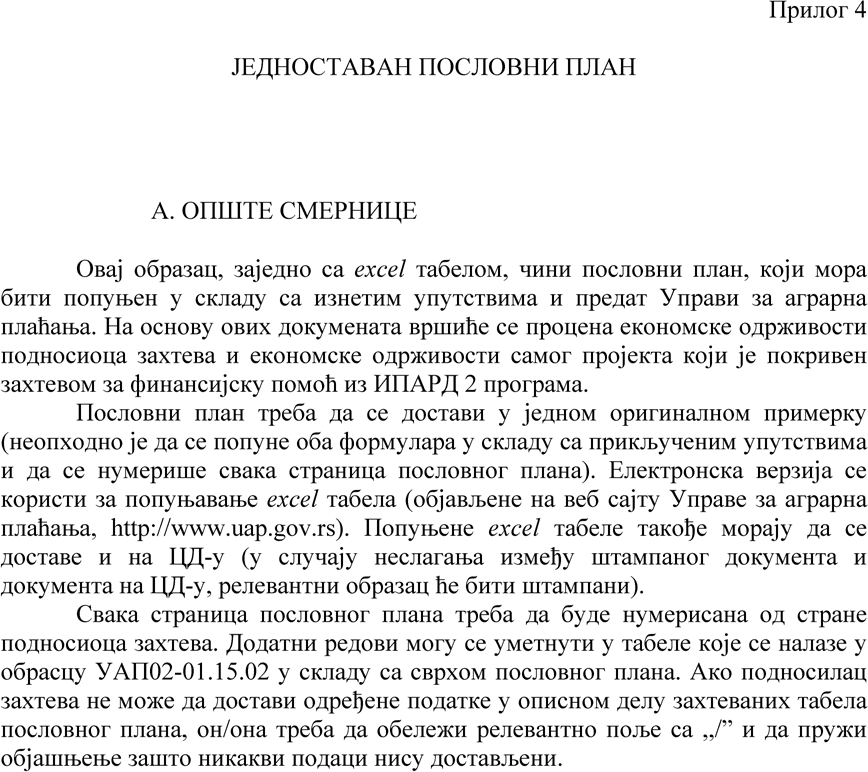 Прилог 4
ЈЕДНОСТАВАН ПОСЛОВНИ ПЛАН
А. ОПШТЕ СМЕРНИЦЕ
Овај образац, заједно са excel табелом, чини пословни план, који мора
бити попуњен у складу са изнетим упутствима и предат Управи за аграрна
плаћања. На основу ових докумената вршиће се процена економске одрживости
подносиоца захтева и економске одрживости самог пројекта који је покривен
захтевом за финансијску помоћ из ИПАРД 2 програма.
Пословни план треба да се достави у једном оригиналном примерку
(неопходно је да се попуне оба формулара у складу са прикљученим упутствима
и да се нумерише свака страница пословног плана). Електронска верзија се
користи за попуњавање excel табела (објављене на веб сајту Управе за аграрна
плаћања, http://www.uap.gov.rs). Попуњене excel табеле такође морају да се
доставе и на ЦД-у (у случају неслагања између штампаног документа и
документа на ЦД-у, релевантни образац ће бити штампани).
Свака страница пословног плана треба да буде нумерисана од стране
подносиоца захтева. Додатни редови могу се уметнути у табеле које се налазе у
обрасцу УАП02-01.15.02 у складу са сврхом пословног плана. Ако подносилац
захтева не може да достави одређене податке у описном делу захтеваних табела
пословног плана, он/она треба да обележи релевантно поље са ,,/” и да пружи
објашњење зашто никакви подаци нису достављени.